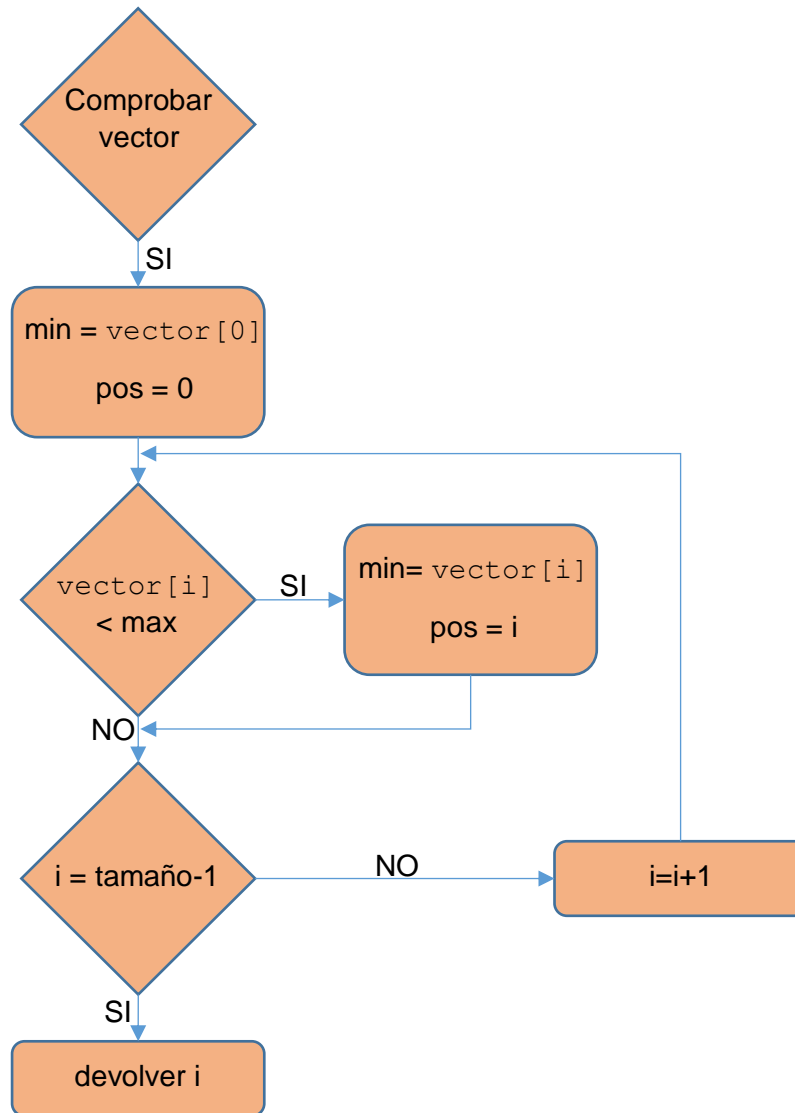 Comprobar
vector
SI
min = vector[0]
pos = 0
vector[i]
< max
SI
min= vector[i]
pos = i
NO
i = tamaño-1
NO
i=i+1
SI
devolver i